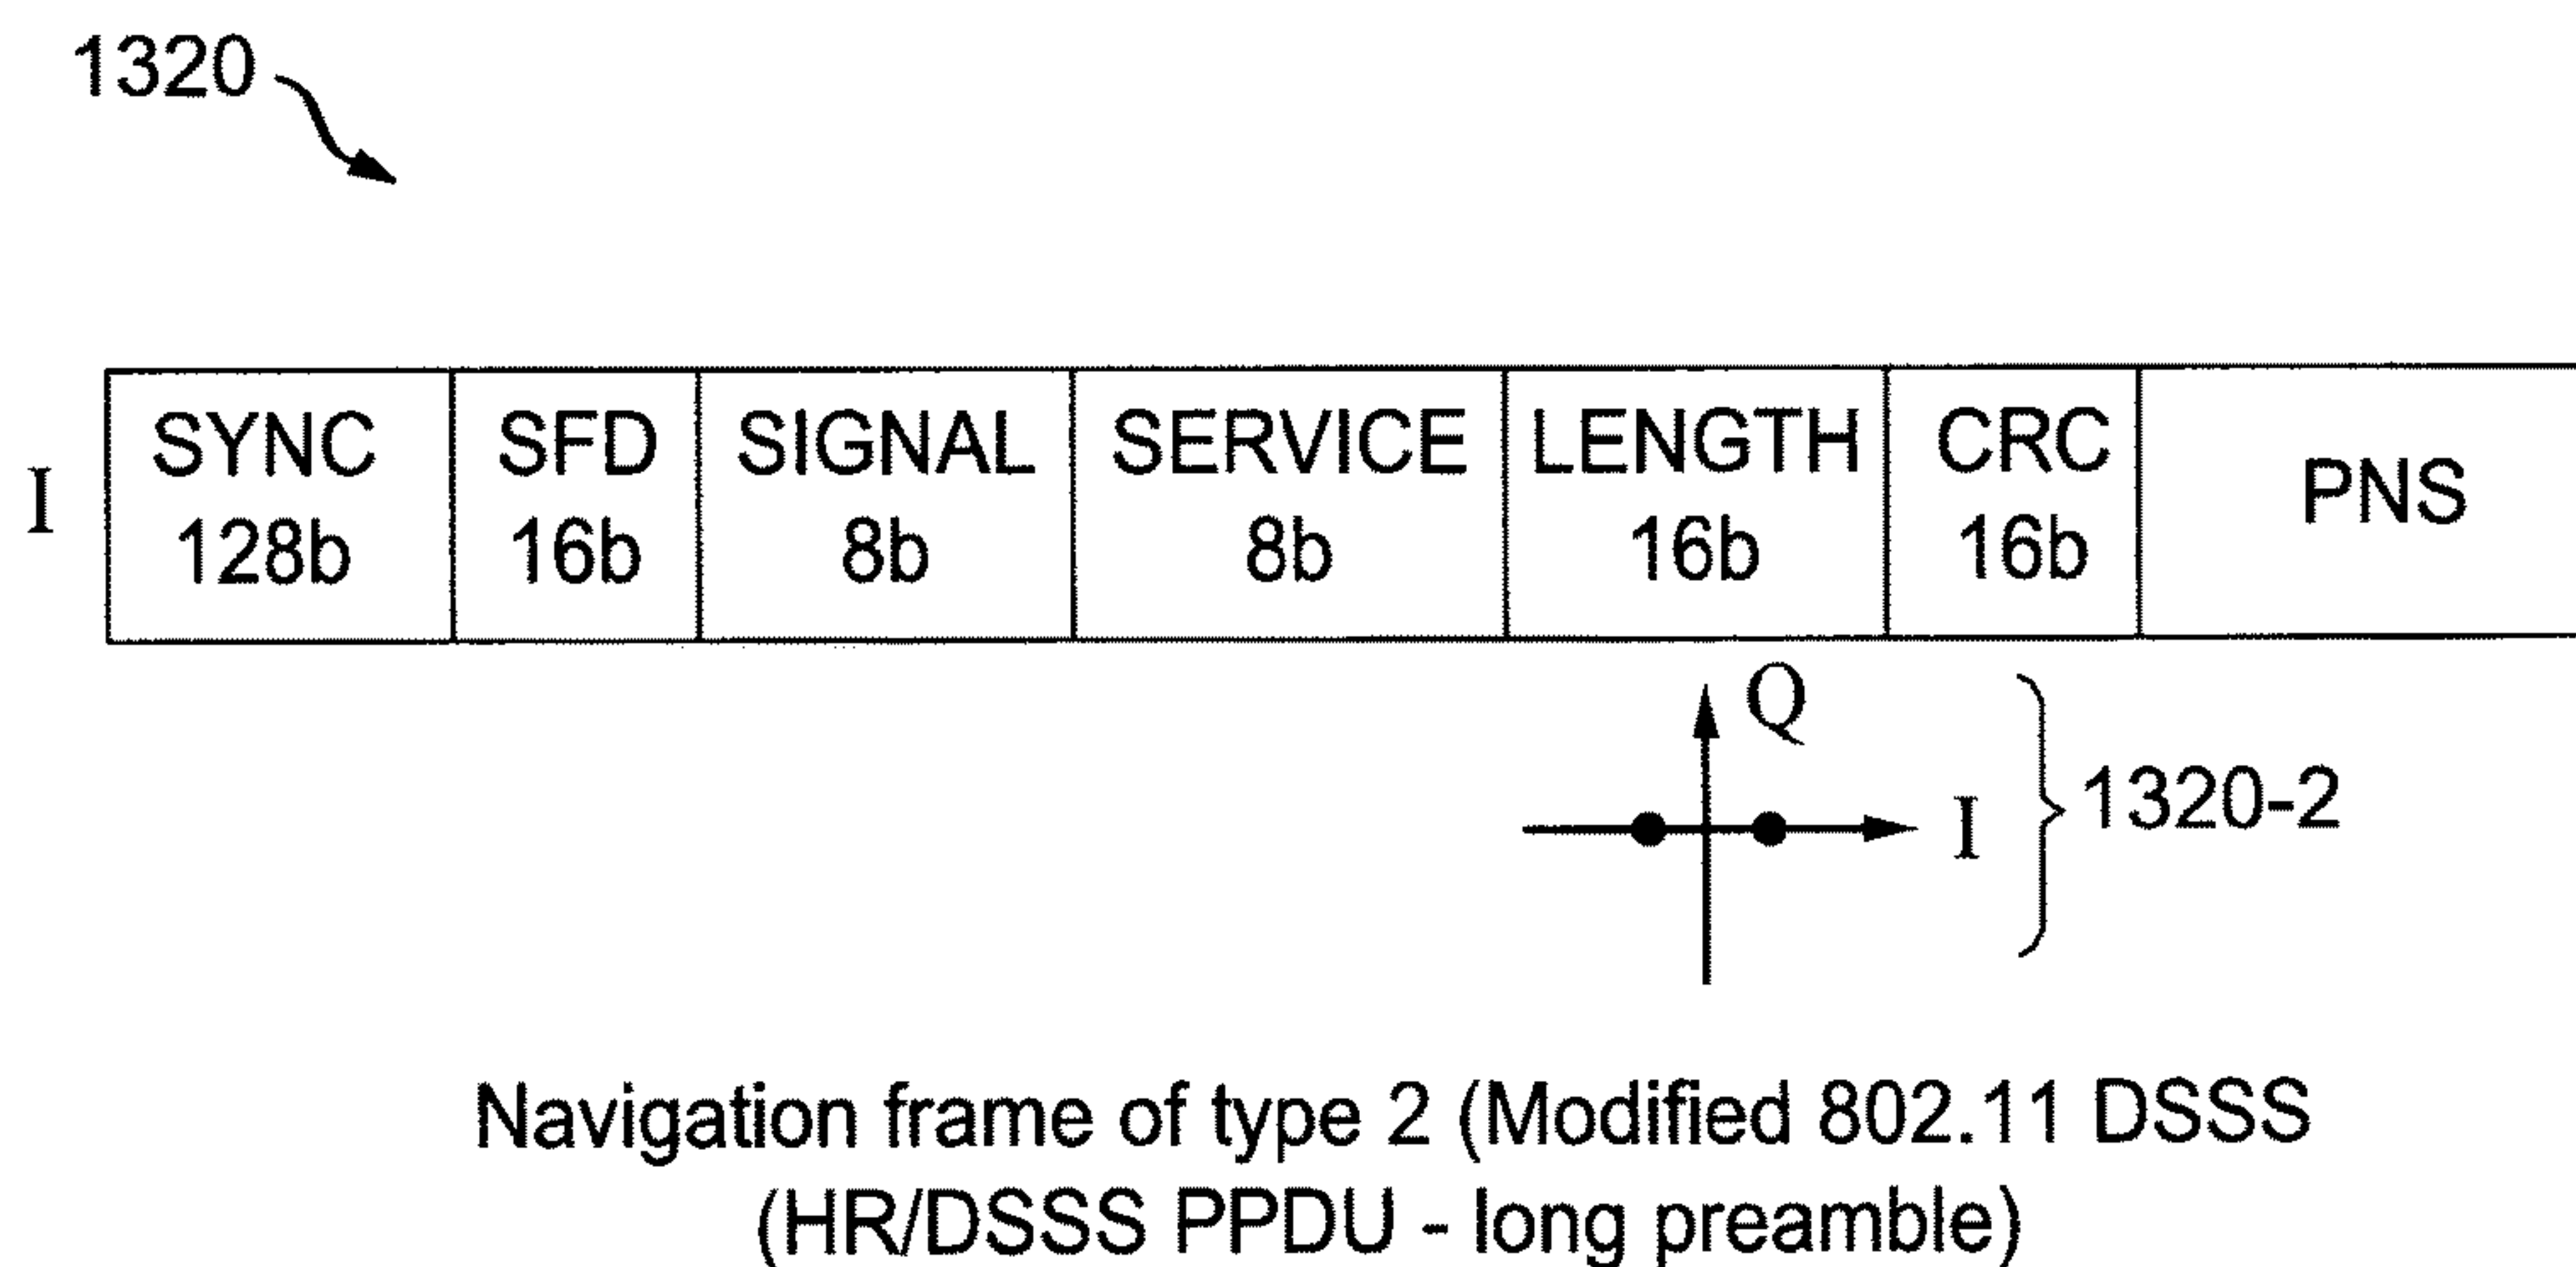 1320
I
SYNC
128b
SFD
16b
SIGNAL
8b
SERVICE
8b
LENGTH
16b
CRC
16b
PNS
Q
I
1320-2
Navigation frame of type 2 (Modified 802.11 DSSS
(HR/DSSS PPDU - long preamble)